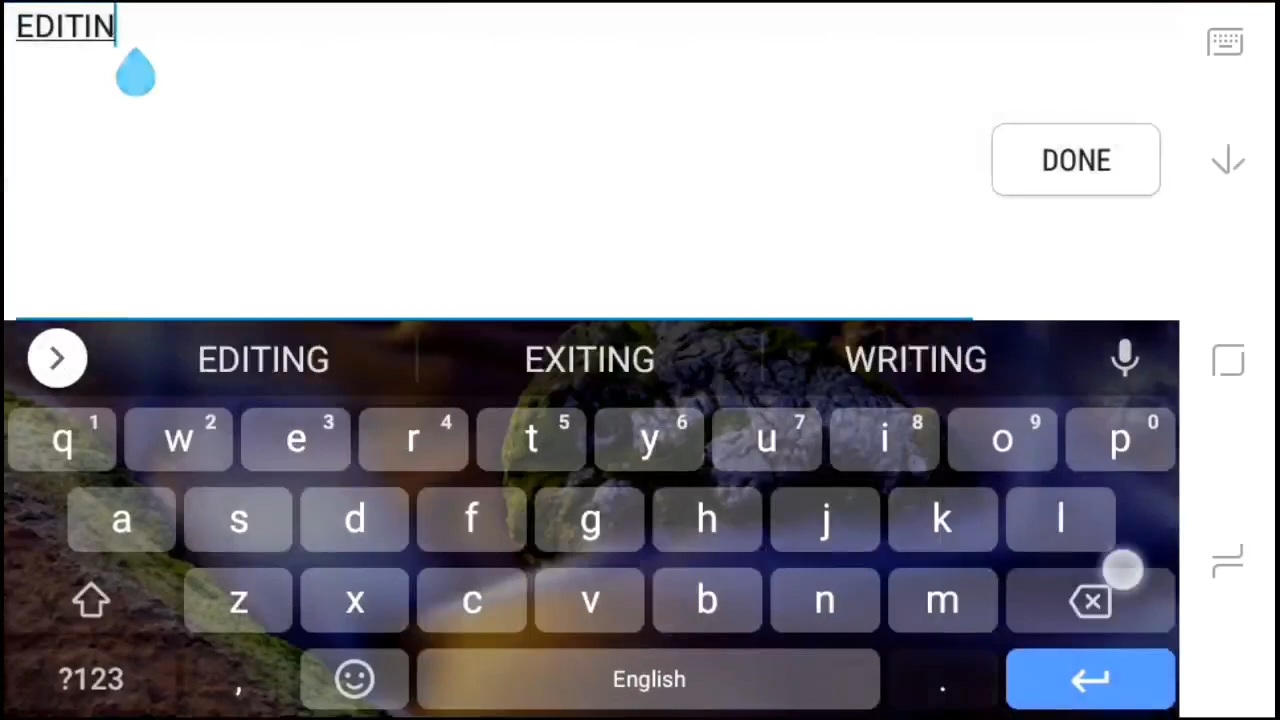 EDITIN
DONE
EDITING EXITING WRITING
q 1 w 2 e 3 r 4 t 5 y 6 u 7 i 8 o 9 p 0
a s d f g h j k l
z x c v b n m
?123 , English .